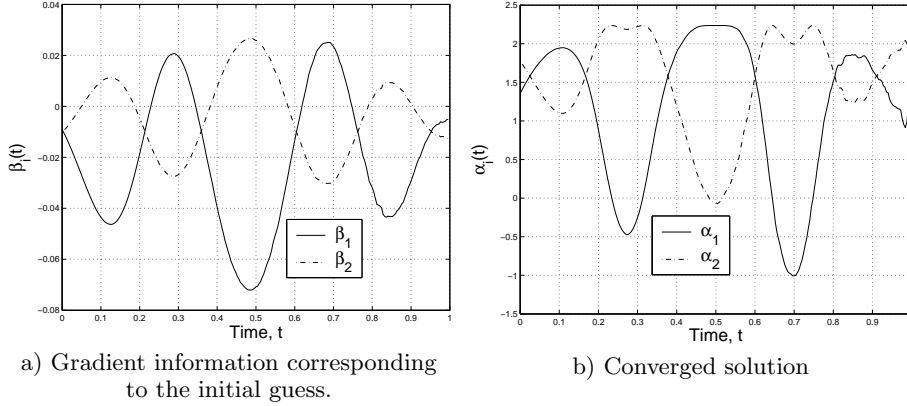 0.04
0.02
0
−0.02
−0.04
−0.06
−0.08
0 0.1 0.2 0.3 0.4 0.5 0.6 0.7 0.8 0.9 1
β_i(t)
Time, t
β_1
β_2
a) Gradient information corresponding
to the initial guess.
2.5
2
1.5
1
0.5
0
−0.5
−1
−1.5
0 0.1 0.2 0.3 0.4 0.5 0.6 0.7 0.8 0.9
α_i(t)
Time, t
α_1
α_2
b) Converged solution